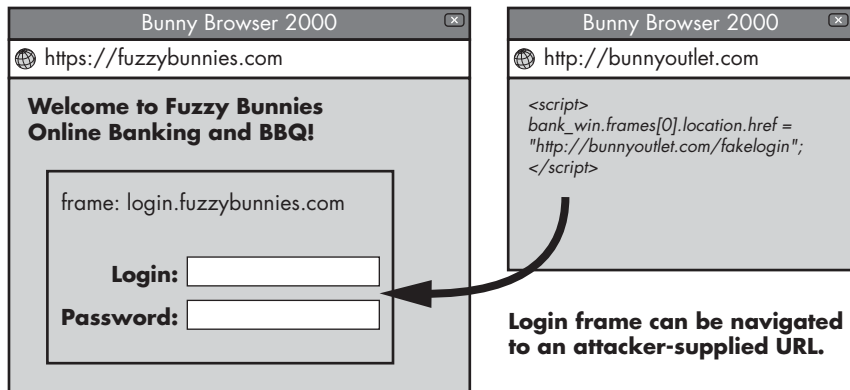 Bunny Browser 2000
https://fuzzybunnies.com
Welcome to Fuzzy Bunnies
Online Banking and BBQ!
frame: login.fuzzybunnies.com
Login:
Password:
Bunny Browser 2000
http://bunnyoutlet.com
<script>
bank_win.frames[0].location.href =
"http://bunnyoutlet.com/fakelogin";
</script>
Login frame can be navigated
to an attacker-supplied URL.